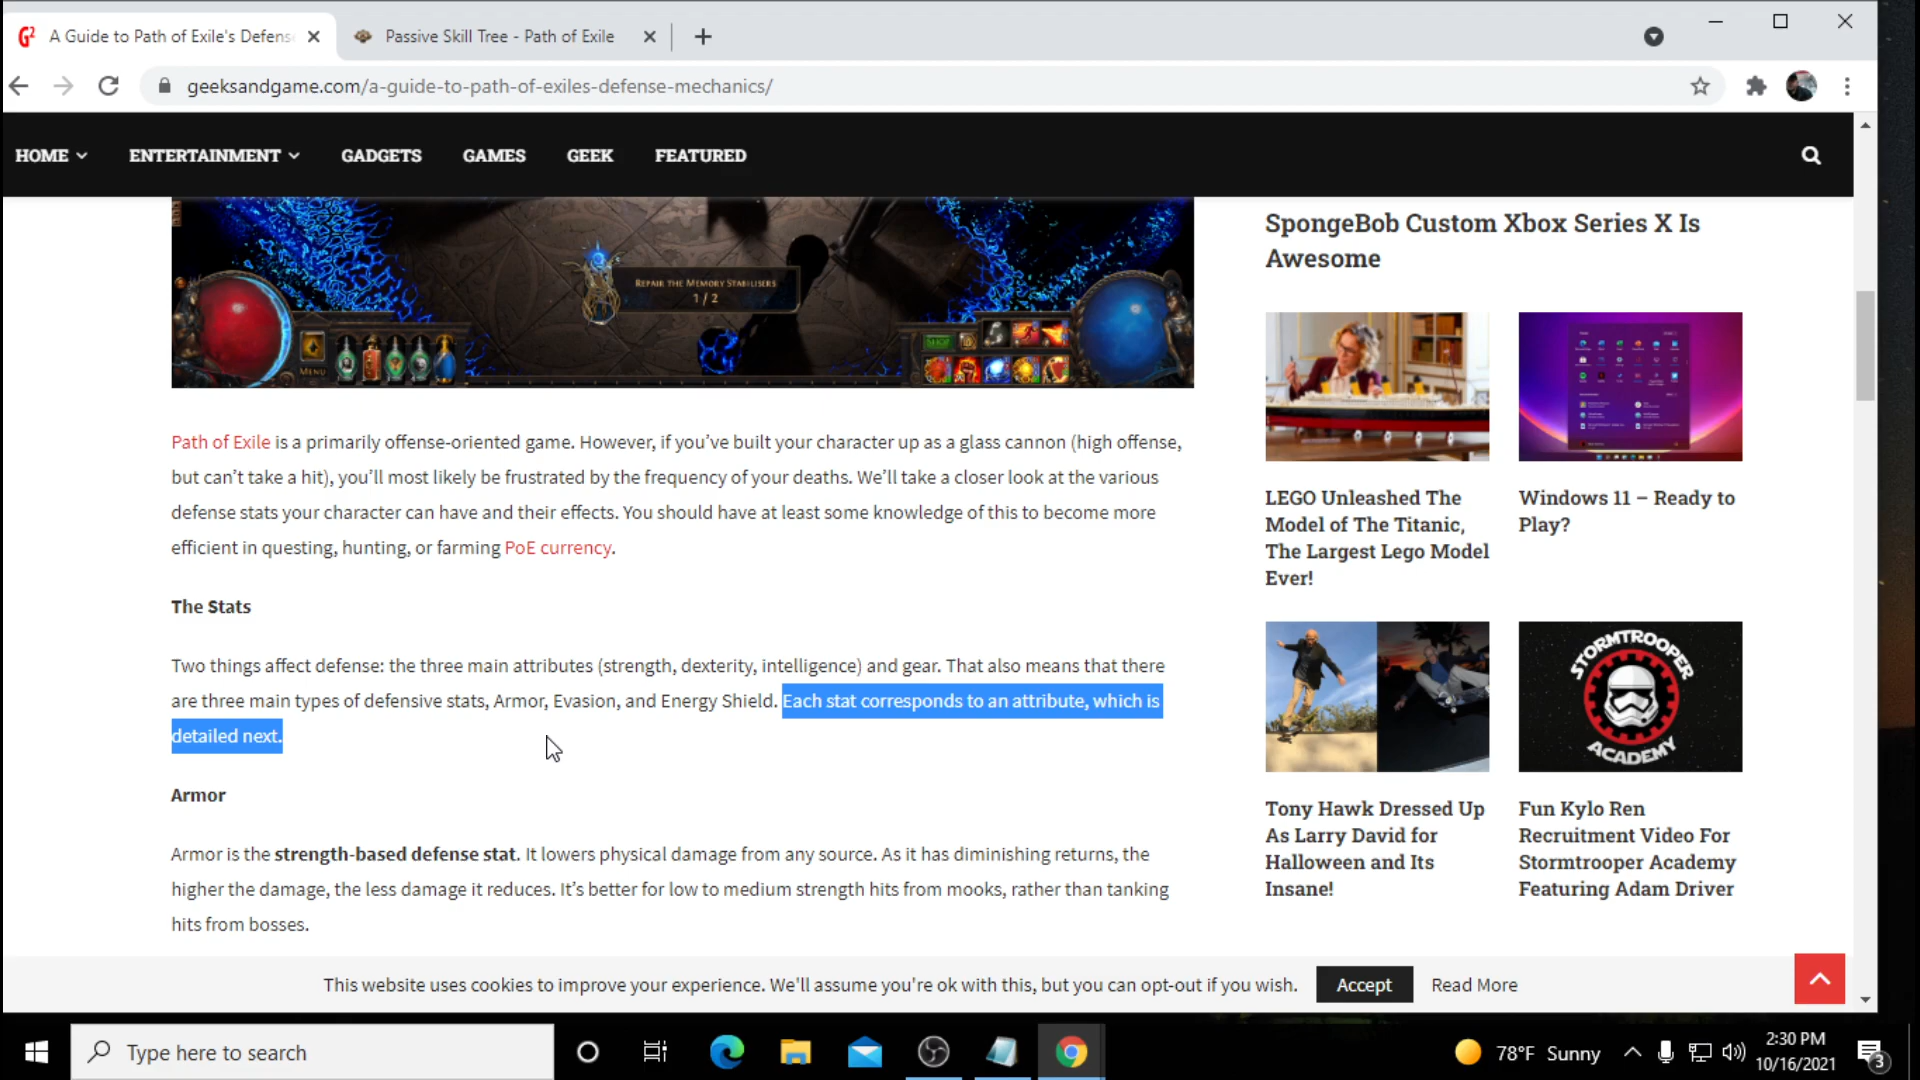 A Guide to Path of Exile's Defens
Passive Skill Tree - Path of Exile
geeksandgame.com/a-guide-to-path-of-exiles-defense-mechanics/
HOME
ENTERTAINMENT
GADGETS
GAMES
GEEK
FEATURED
REPAIR THE MEMORY STABILISERS
1 / 2
MENU
SHOP
Path of Exile is a primarily offense-oriented game. However, if you’ve built your character up as a glass cannon (high offense,
but can’t take a hit), you’ll most likely be frustrated by the frequency of your deaths. We’ll take a closer look at the various
defense stats your character can have and their effects. You should have at least some knowledge of this to become more
efficient in questing, hunting, or farming PoE currency.
The Stats
Two things affect defense: the three main attributes (strength, dexterity, intelligence) and gear. That also means that there
are three main types of defensive stats, Armor, Evasion, and Energy Shield. Each stat corresponds to an attribute, which is
detailed next.
Armor
Armor is the strength-based defense stat. It lowers physical damage from any source. As it has diminishing returns, the
higher the damage, the less damage it reduces. It’s better for low to medium strength hits from mooks, rather than tanking
hits from bosses.
SpongeBob Custom Xbox Series X Is
Awesome
LEGO Unleashed The
Model of The Titanic,
The Largest Lego Model
Ever!
Windows 11 – Ready to
Play?
STORMTROOPER
ACADEMY
Tony Hawk Dressed Up
As Larry David for
Halloween and Its
Insane!
Fun Kylo Ren
Recruitment Video For
Stormtrooper Academy
Featuring Adam Driver
This website uses cookies to improve your experience. We'll assume you're ok with this, but you can opt-out if you wish.
Accept
Read More
Type here to search
78°F Sunny
2:30 PM
10/16/2021
3